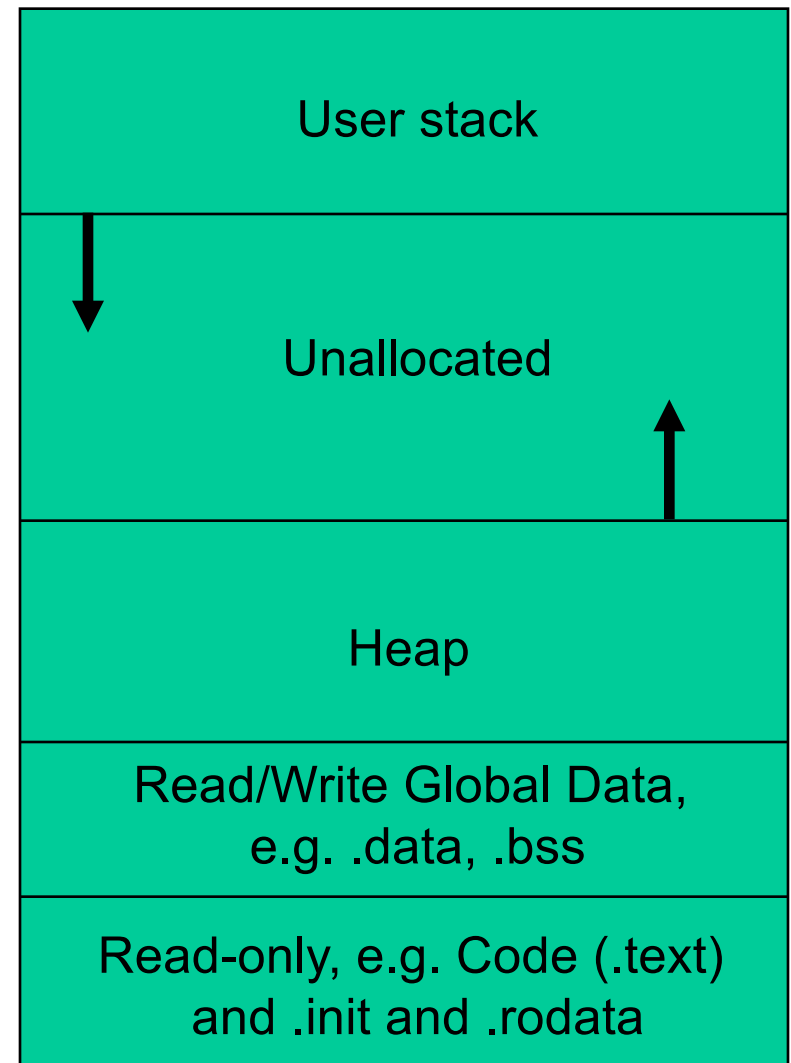 User stack
Unallocated
Heap
Read/Write Global Data,
e.g. .data, .bss
Read-only, e.g. Code (.text)
and .init and .rodata